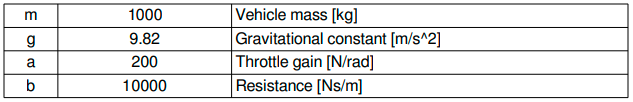 m 1000 Vehicle mass [kg]
g 9.82 Gravitational constant [m/s^2]
a 200 Throttle gain [N/rad]
b 10000 Resistance [Ns/m]